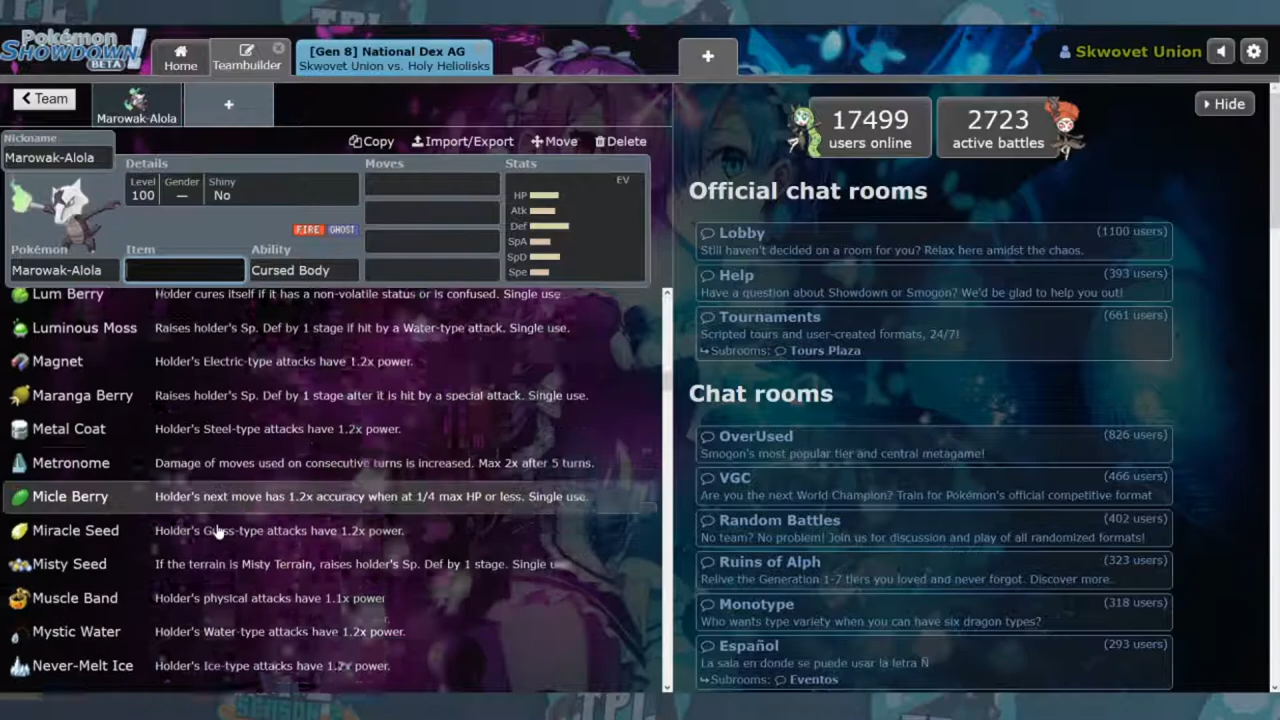 Pokémon
SHOWDOWN!
BETA
Home
Teambuilder
[Gen 8] National Dex AG
Skwovet Union vs. Holy Heliolisks
+
Skwovet Union
Team
Marowak-Alola
+
Nickname
Marowak-Alola
Copy
Import/Export
Move
Delete
Details
Level
100
Gender
—
Shiny
No
FIRE GHOST
Pokémon
Marowak-Alola
Item
Ability
Cursed Body
Moves
Stats
EV
HP
Atk
Def
SpA
SpD
Spe
Lum Berry Holder cures itself if it has a non-volatile status or is confused. Single use.
Luminous Moss Raises holder's Sp. Def by 1 stage if hit by a Water-type attack. Single use.
Magnet Holder's Electric-type attacks have 1.2x power.
Maranga Berry Raises holder's Sp. Def by 1 stage after it is hit by a special attack. Single use.
Metal Coat Holder's Steel-type attacks have 1.2x power.
Metronome Damage of moves used on consecutive turns is increased. Max 2x after 5 turns.
Micle Berry Holder's next move has 1.2x accuracy when at 1/4 max HP or less. Single use.
Miracle Seed Holder's Grass-type attacks have 1.2x power.
Misty Seed If the terrain is Misty Terrain, raises holder's Sp. Def by 1 stage. Single
Muscle Band Holder's physical attacks have 1.1x power
Mystic Water Holder's Water-type attacks have 1.2x power.
Never-Melt Ice Holder's Ice-type attacks have 1.2x power.
17499
users online
2723
active battles
Hide
Official chat rooms
Lobby (1100 users)
Still haven't decided on a room for you? Relax here amidst the chaos.
Help (393 users)
Have a question about Showdown or Smogon? We'd be glad to help you out!
Tournaments (661 users)
Scripted tours and user-created formats, 24/7!
↳Subrooms: Tours Plaza
Chat rooms
OverUsed (826 users)
Smogon's most popular tier and central metagame!
VGC (466 users)
Are you the next World Champion? Train for Pokémon's official competitive format
Random Battles (402 users)
No team? No problem! Join us for discussion and play of all randomized formats!
Ruins of Alph (323 users)
Relive the Generation 1-7 tiers you loved and never forgot. Discover more.
Monotype (318 users)
Who wants type variety when you can have six dragon types?
Español (293 users)
La sala en donde se puede usar la letra Ñ
↳Subrooms: Eventos